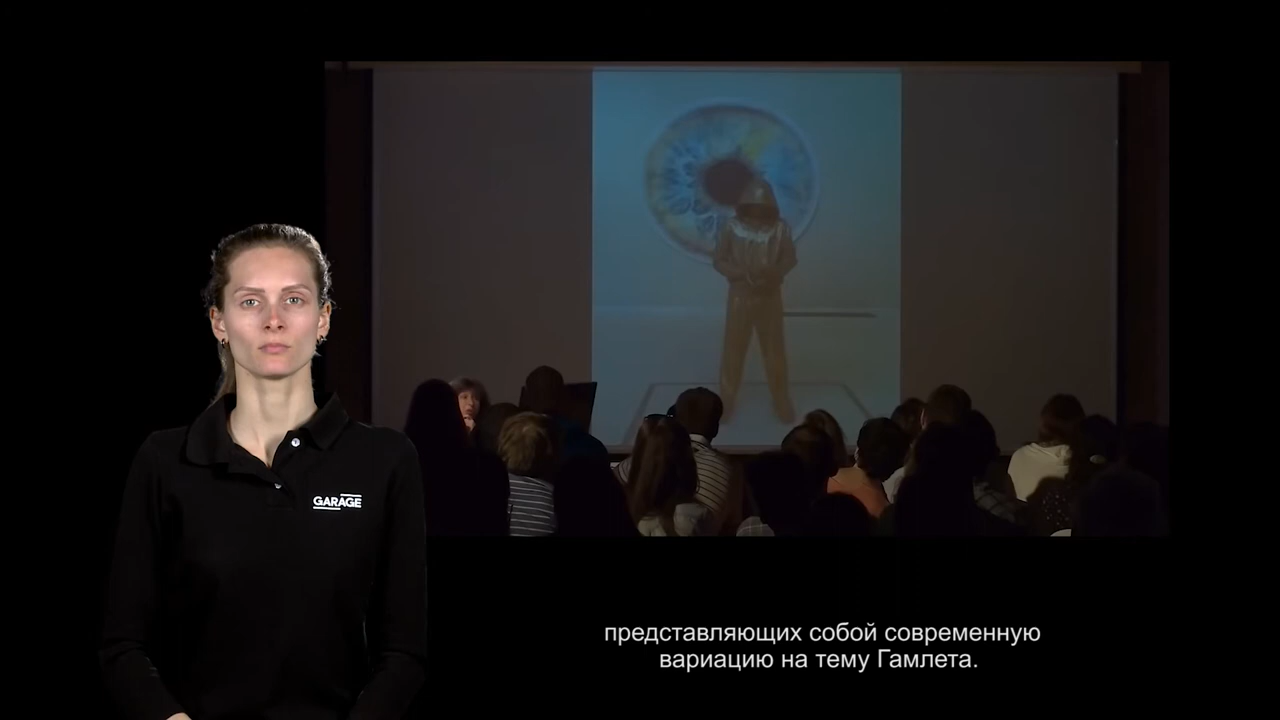 GARAGE
представляющих собой современную
вариацию на тему Гамлета.